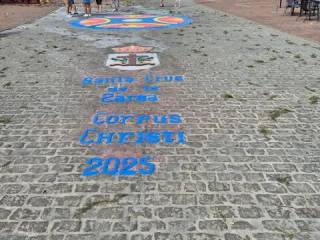 Santa Cruz
de la
Zarza
Corpus
Christi
2025